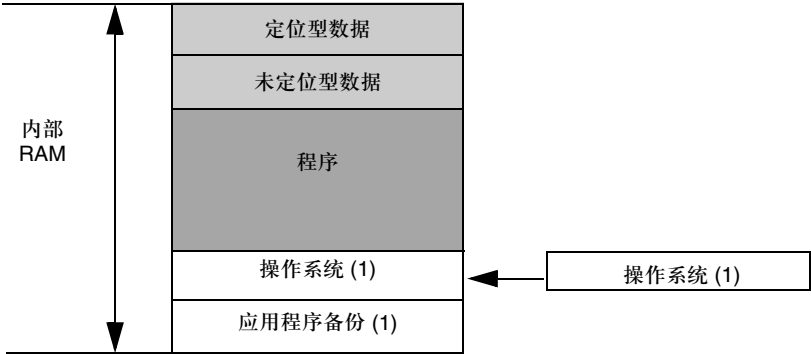 定位型数据
未定位型数据
内部
RAM
程序
操作系统 (1)
操作系统 (1)
应用程序备份 (1)